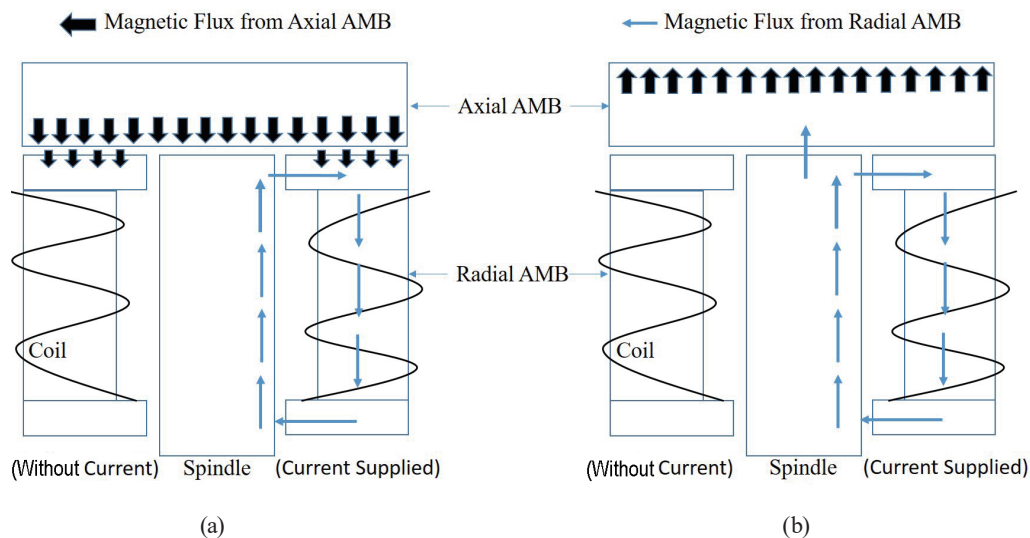 Magnetic Flux from Axial AMB
Magnetic Flux from Radial AMB
Axial AMB
Radial AMB
Coil
Coil
(Without Current) Spindle (Current Supplied)
(Without Current) Spindle (Current Supplied)
(a)
(b)